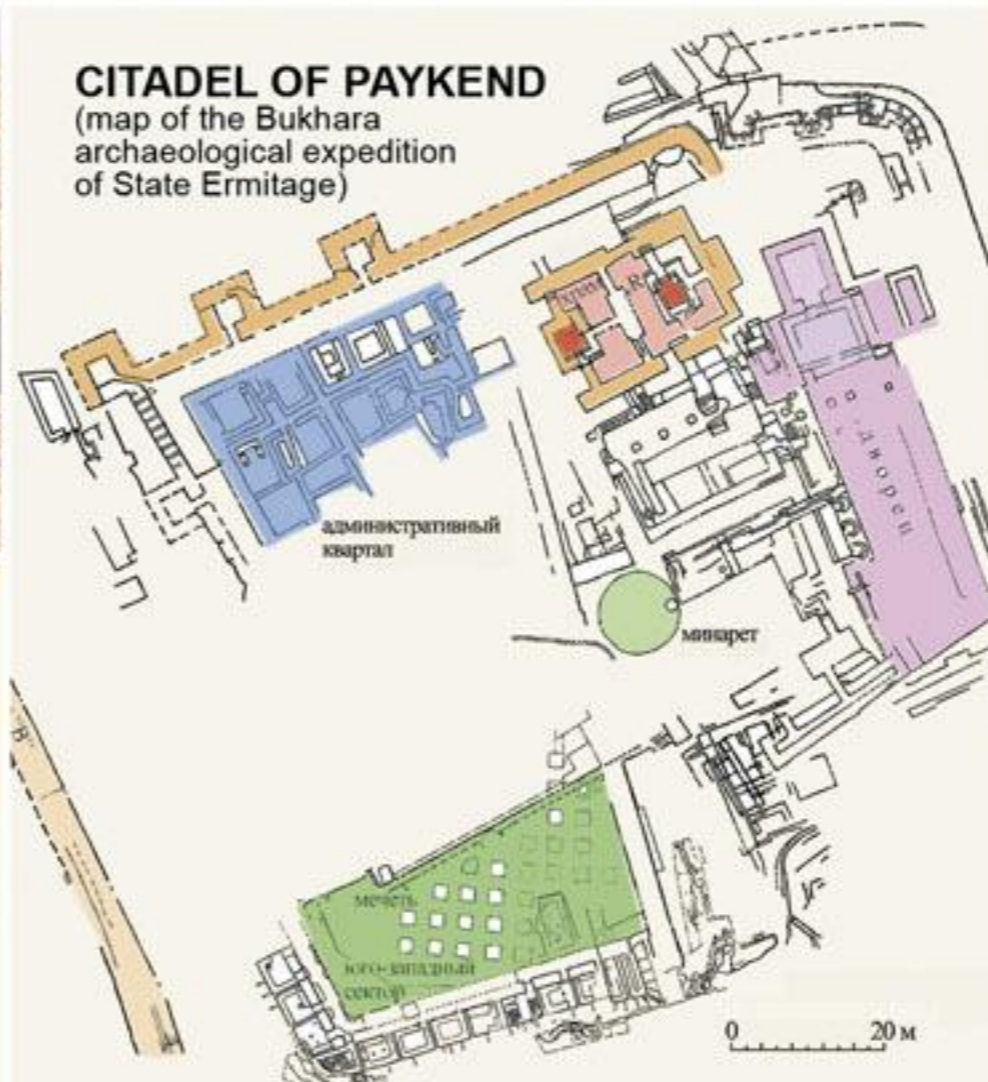 CITADEL OF PAYKEND
(map of the Bukhara
archaeological expedition
of State Ermitage)
храм
R
административный
квартал
дворец
минарет
"В"
мечеть
юго-западный
сектор
0 20 м